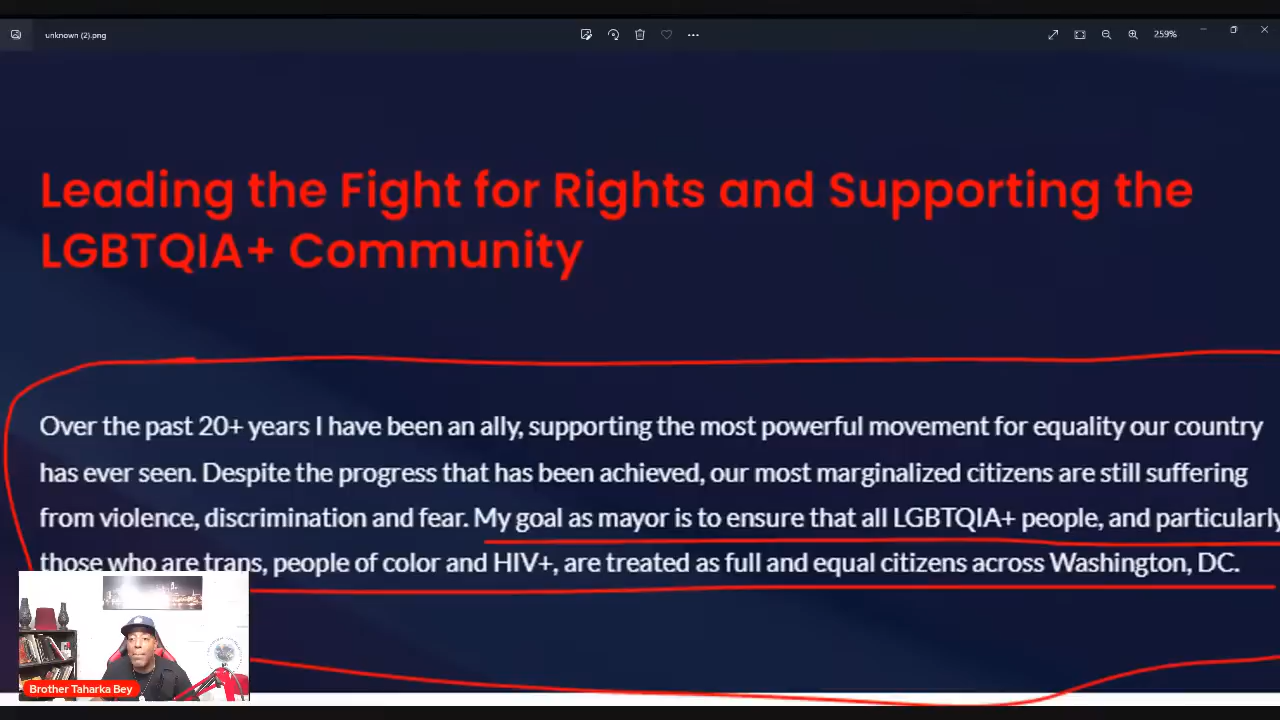 unknown (2).png
259%
Leading the Fight for Rights and Supporting the
LGBTQIA+ Community
Over the past 20+ years I have been an ally, supporting the most powerful movement for equality our country
has ever seen. Despite the progress that has been achieved, our most marginalized citizens are still suffering
from violence, discrimination and fear. My goal as mayor is to ensure that all LGBTQIA+ people, and particularly
those who are trans, people of color and HIV+, are treated as full and equal citizens across Washington, DC.
Brother Taharka Bey